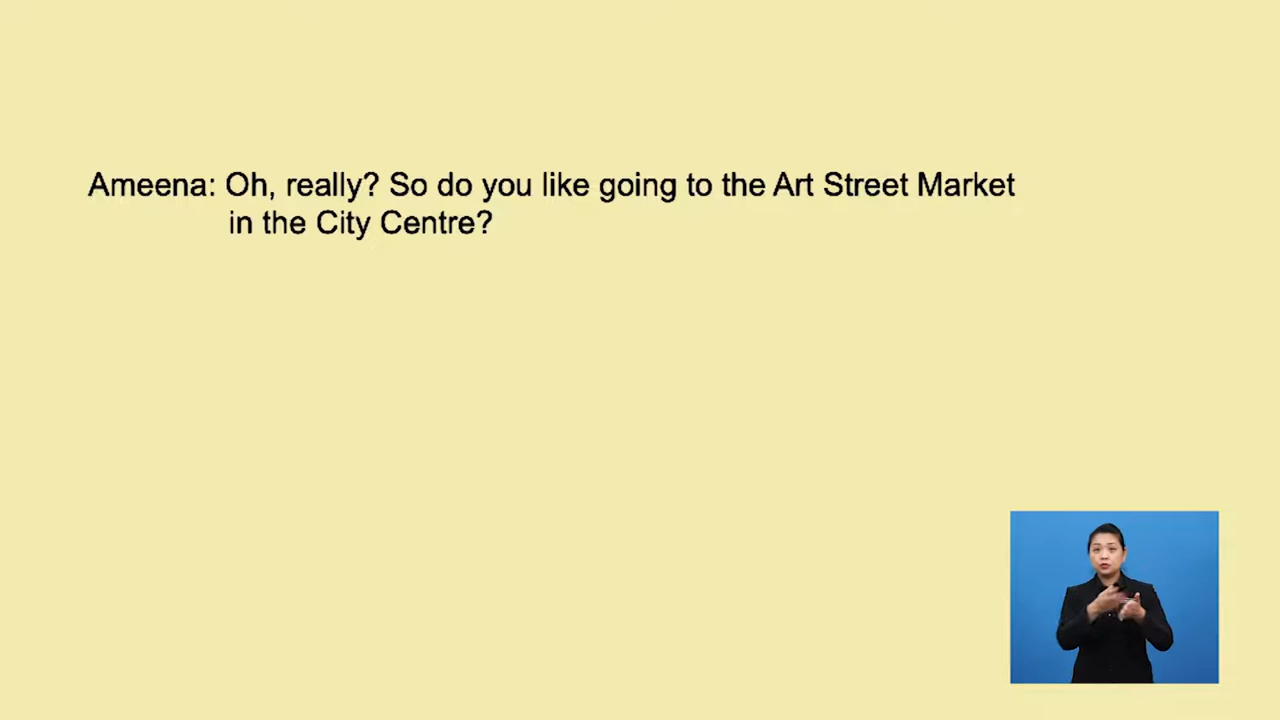 Ameena: Oh, really? So do you like going to the Art Street Market
in the City Centre?